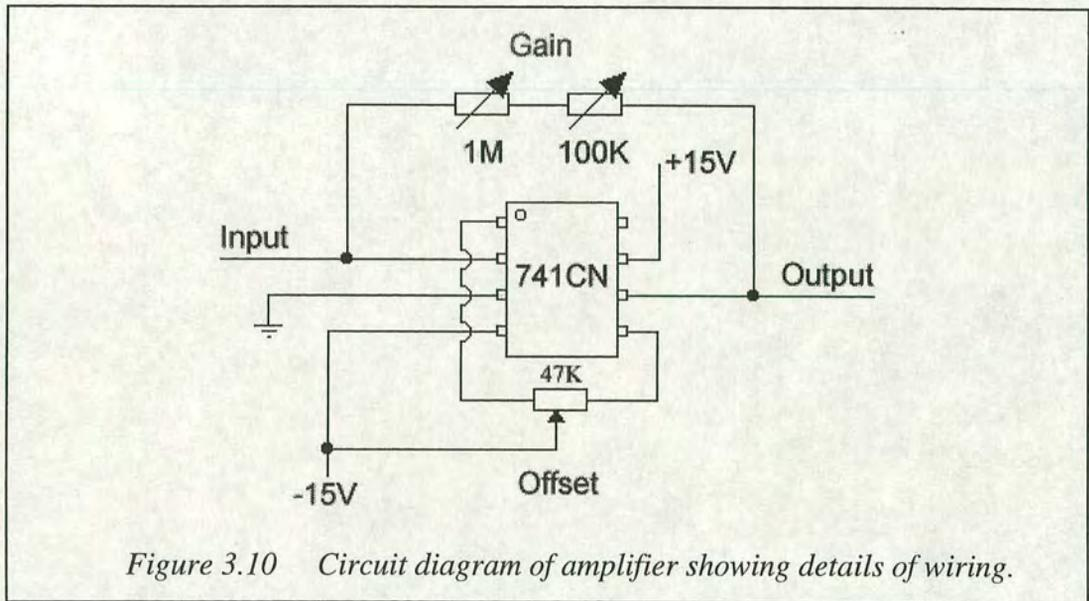 Gain
1M 100K
+15V
Input
741CN
Output
47K
-15V
Offset
Figure 3.10 Circuit diagram of amplifier showing details of wiring.